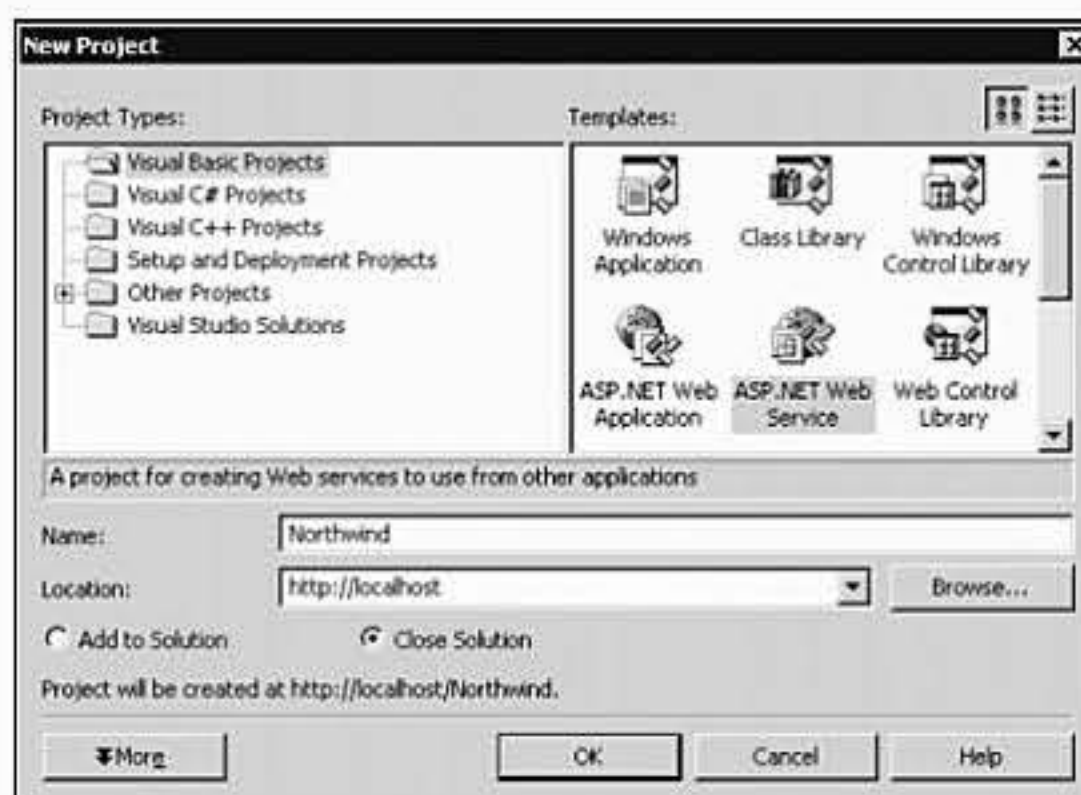 New Project
Project Types:
Templates:
Visual Basic Projects
Visual C# Projects
Visual C++ Projects
Setup and Deployment Projects
Other Projects
Visual Studio Solutions
Windows
Application
Class Library
Windows
Control Library
ASP.NET Web
Application
ASP.NET Web
Service
Web Control
Library
A project for creating Web services to use from other applications
Name:
Northwind
Location:
http://localhost
Browse...
Add to Solution
Close Solution
Project will be created at http://localhost/Northwind.
More
OK
Cancel
Help